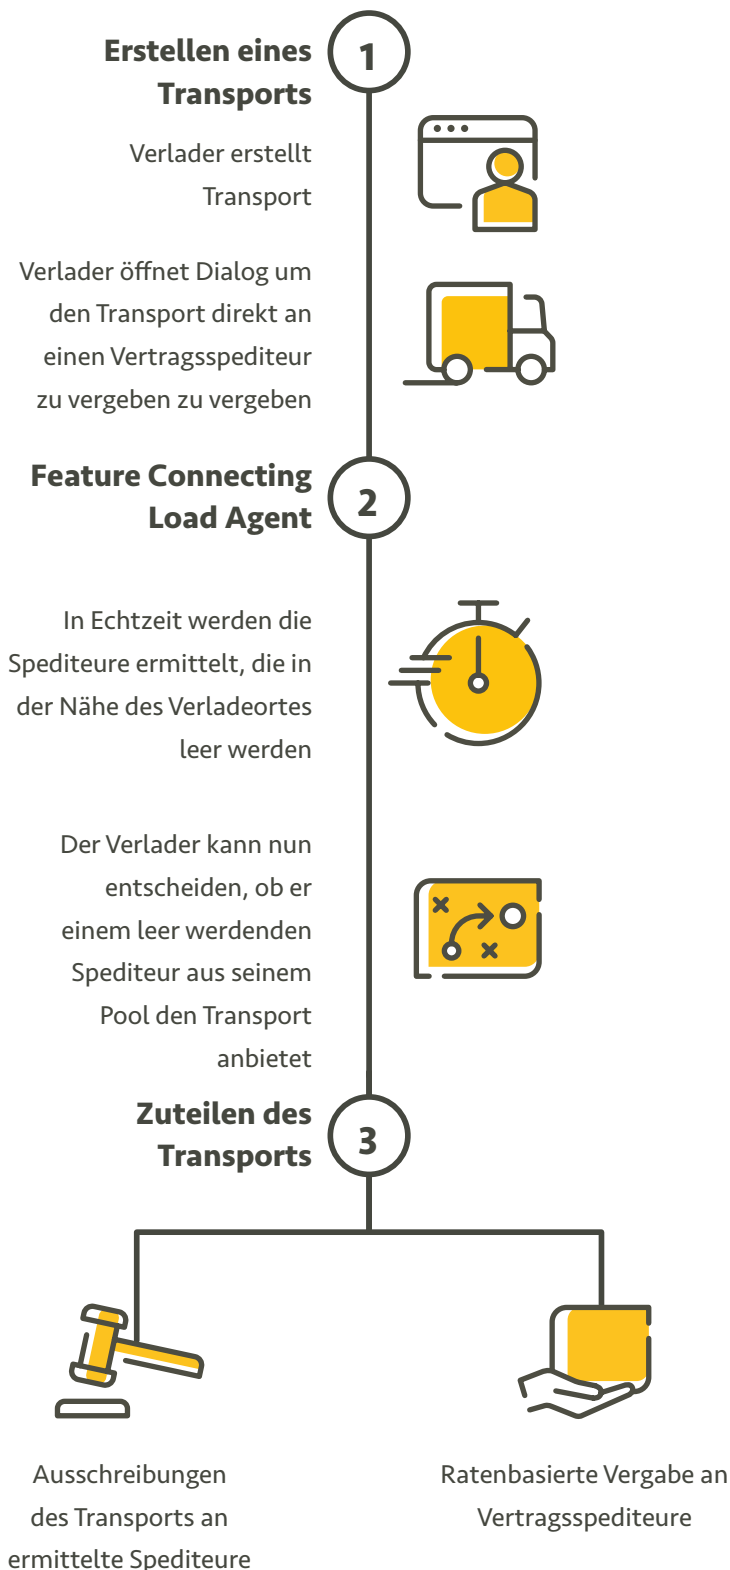 Erstellen eines
Transports
1
Verlader erstellt
Transport
Verlader öffnet Dialog um
den Transport direkt an
einen Vertragsspediteur
zu vergeben zu vergeben
Feature Connecting
Load Agent
2
In Echtzeit werden die
Spediteure ermittelt, die in
der Nähe des Verladeortes
leer werden
Der Verlader kann nun
entscheiden, ob er
einem leer werdenden
Spediteur aus seinem
Pool den Transport
anbietet
Zuteilen des
Transports
3
Ausschreibungen
des Transports an
ermittelte Spediteure
Ratenbasierte Vergabe an
Vertragsspediteure